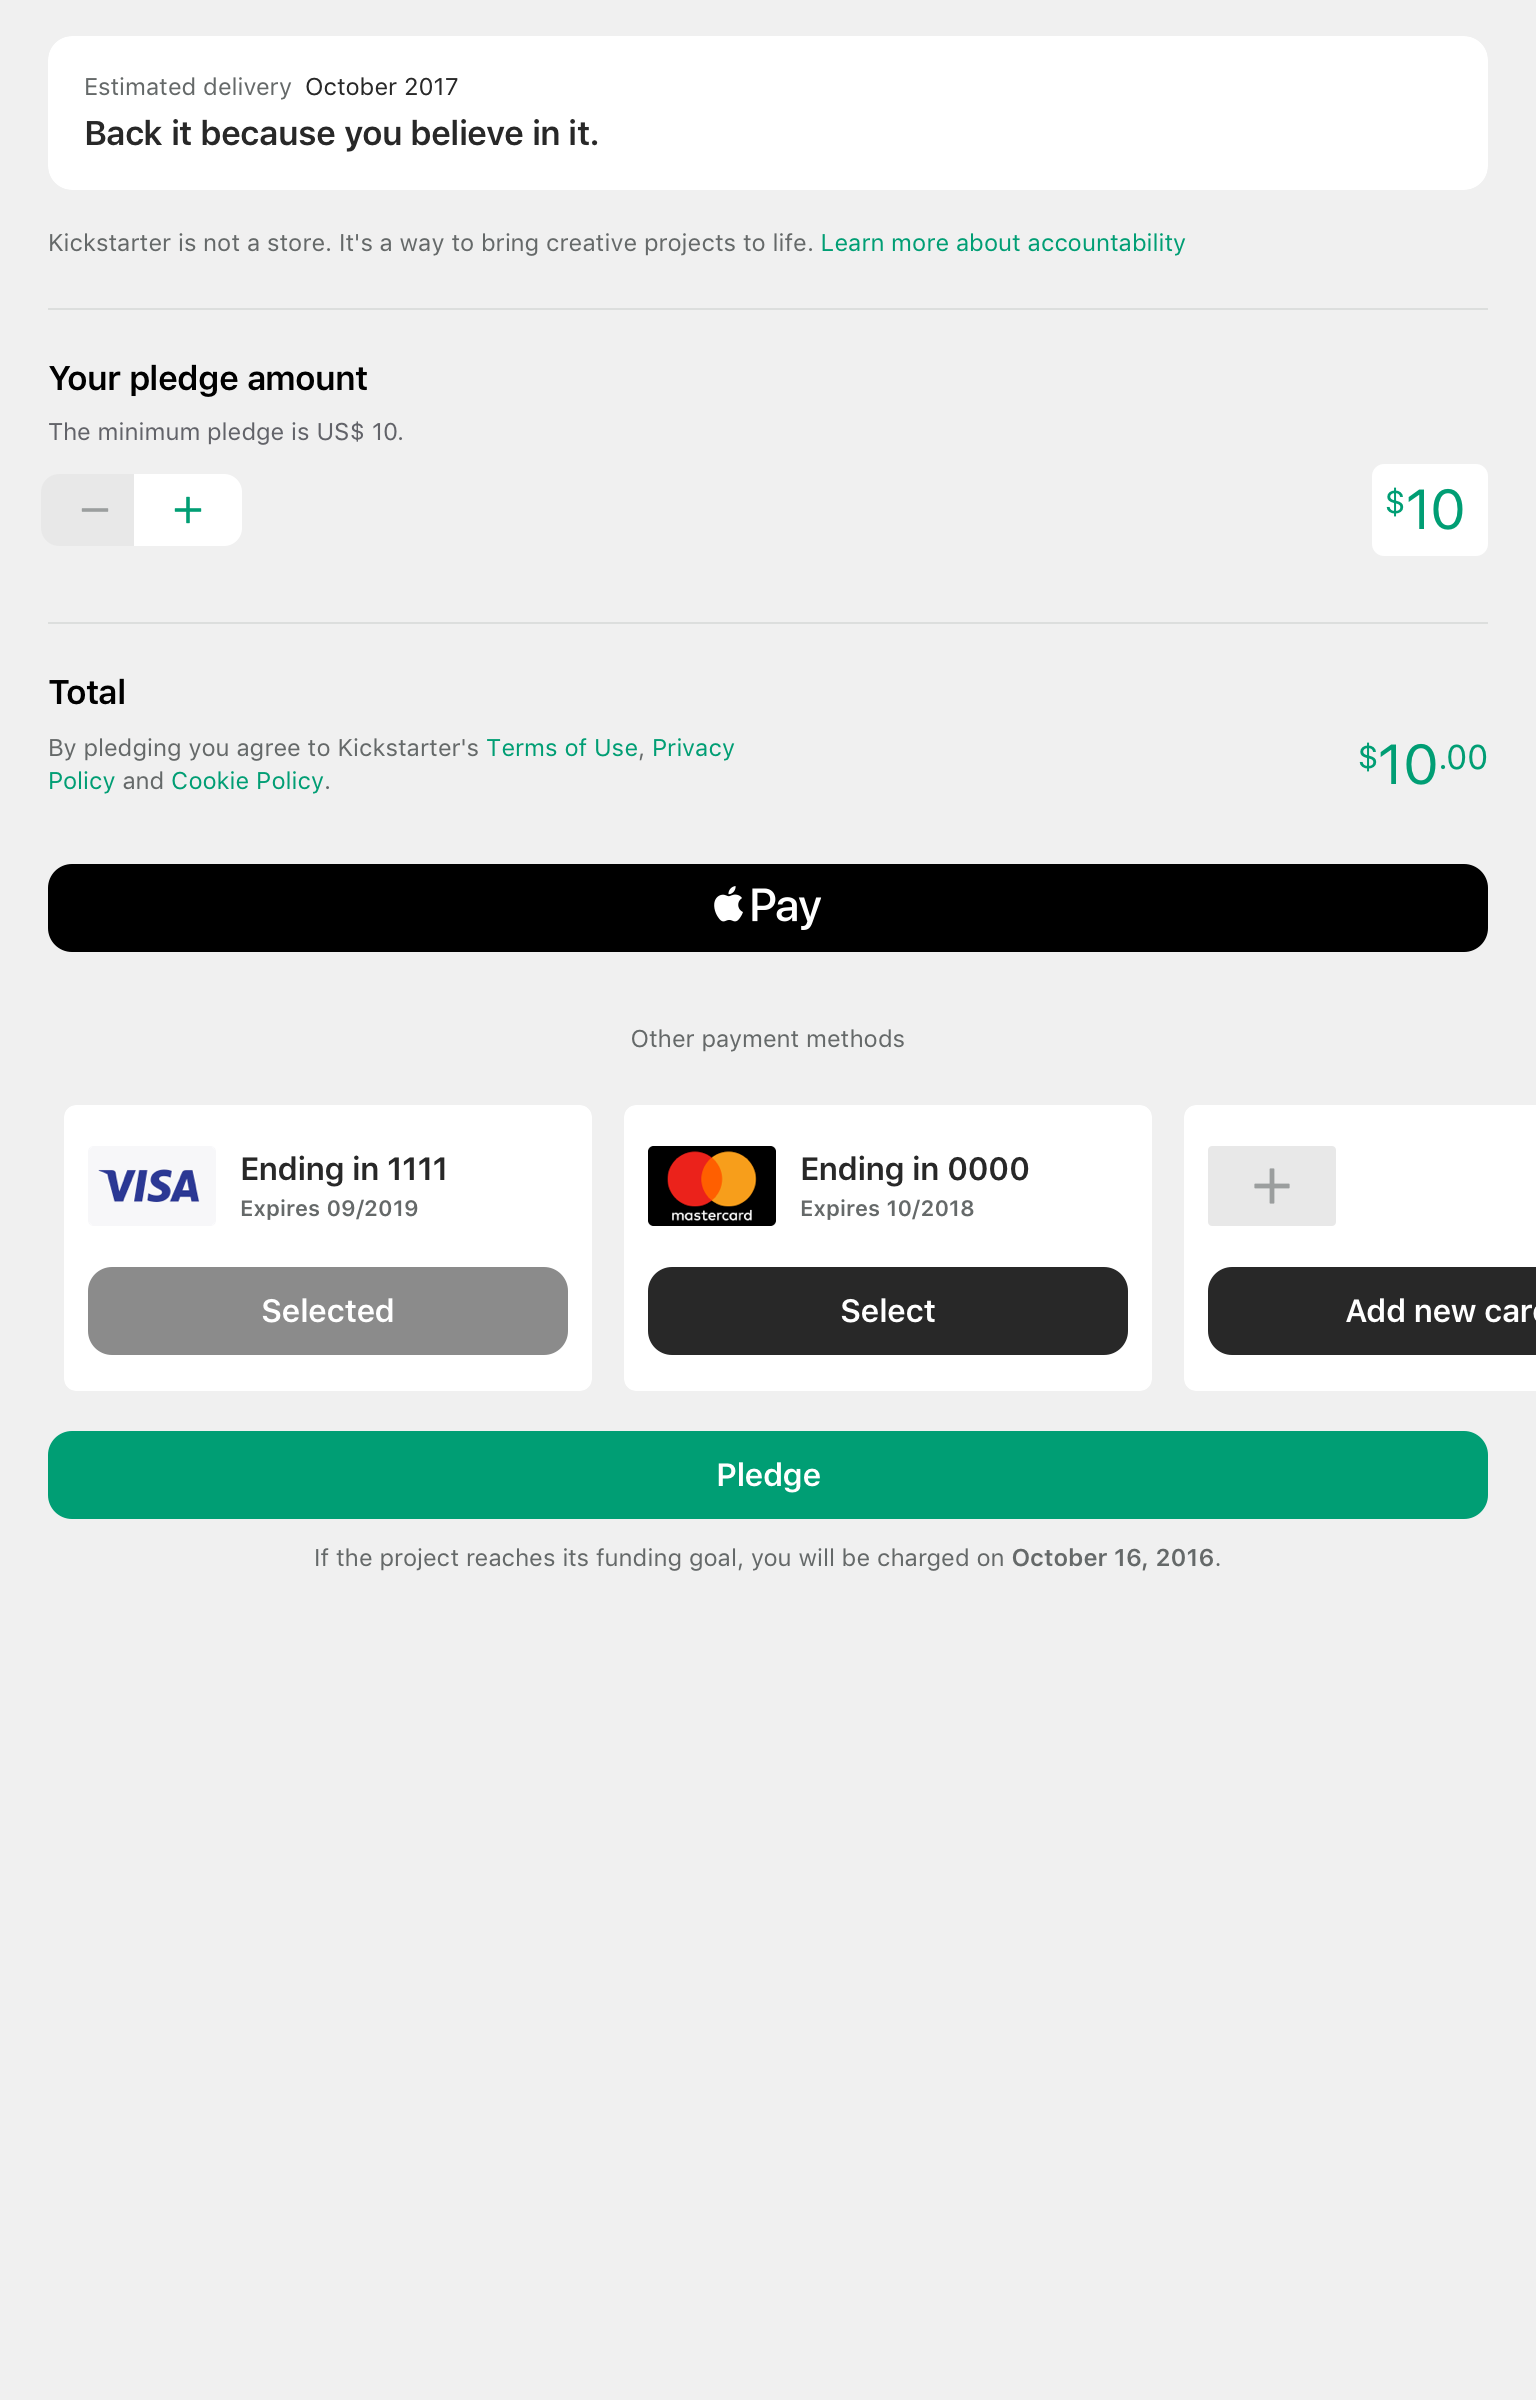 Estimated delivery October 2017
Back it because you believe in it.
Kickstarter is not a store. It's a way to bring creative projects to life. Learn more about accountability
Your pledge amount
The minimum pledge is US$ 10.
− +
$10
Total
By pledging you agree to Kickstarter's Terms of Use, Privacy
Policy and Cookie Policy.
$10.00
Pay
Other payment methods
VISA
Ending in 1111
Expires 09/2019
Selected
mastercard
Ending in 0000
Expires 10/2018
Select
+
Add new car
Pledge
If the project reaches its funding goal, you will be charged on October 16, 2016.